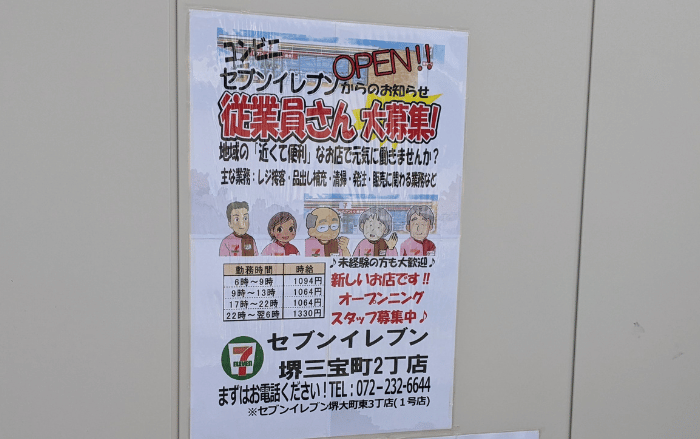 コンビニ
OPEN!!
セブンイレブンからのお知らせ
従業員さん 大募集!
地域の「近くて便利」なお店で元気に働きませんか?
主な業務:レジ接客・品出し補充・清掃・発注・販売に関わる業務など
♪未経験の方も大歓迎♪
新しいお店です!!
オープンニング
スタッフ募集中♪
勤務時間 時給
6時~9時 1094円
9時~13時 1064円
17時~22時 1064円
22時~翌6時 1330円
7
ELEVEN
セブンイレブン
堺三宝町2丁店
まずはお電話ください!TEL:072-232-6644
※セブンイレブン堺大町東3丁店(1号店)